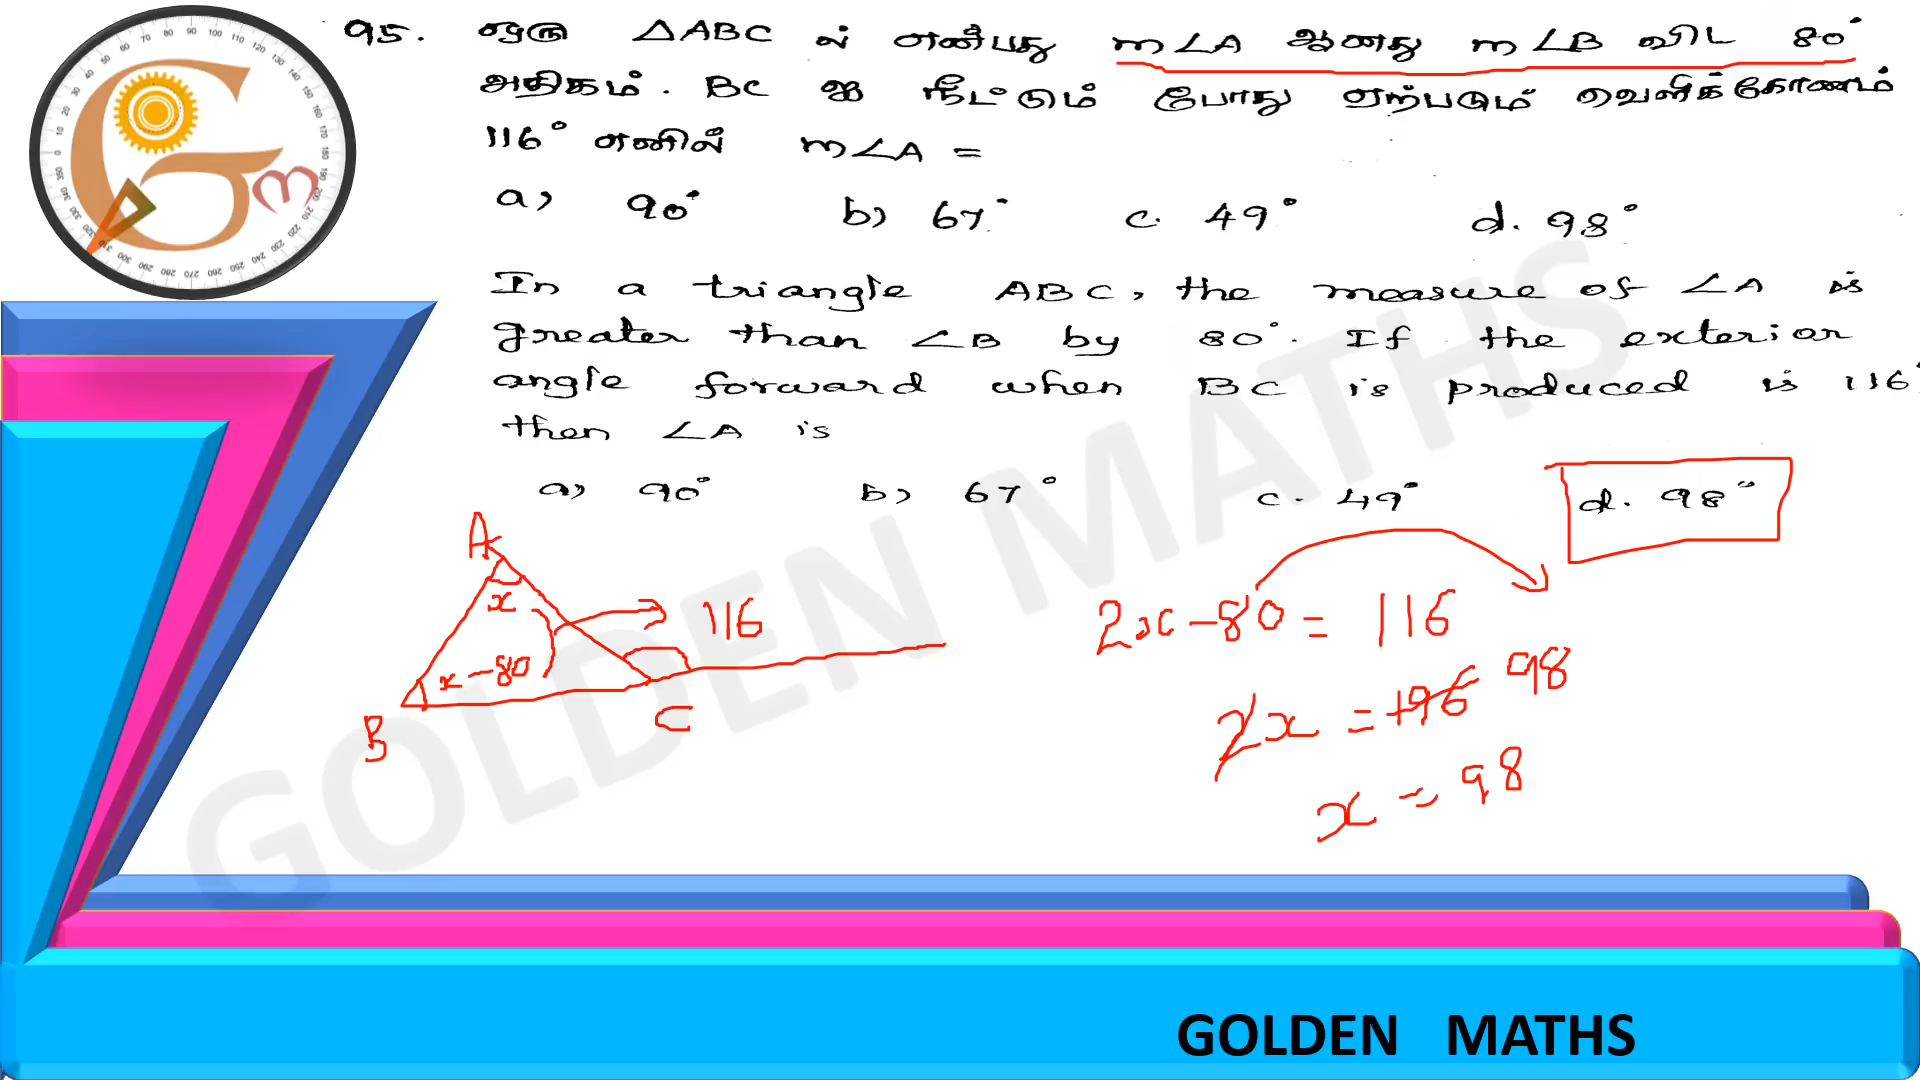 95. ஒரு △ABC ல் என்பது m∠A ஆனது m∠B விட 80°
அதிகம். BC ஐ நீட்டும் போது ஏற்படும் வெளிக்கோணம்
116° எனில் m∠A =
a) 90° b) 67° c. 49° d. 98°
In a triangle ABC, the measure of ∠A is
greater than ∠B by 80°. If the exterior
angle forward when BC is produced is 116°
then ∠A is
a) 90° b) 67° c. 49° d. 98°
A
x
x-80
B
C
116
2x-80 = 116
2x = 196 98
x = 98
GOLDEN MATHS
GOLDEN MATHS